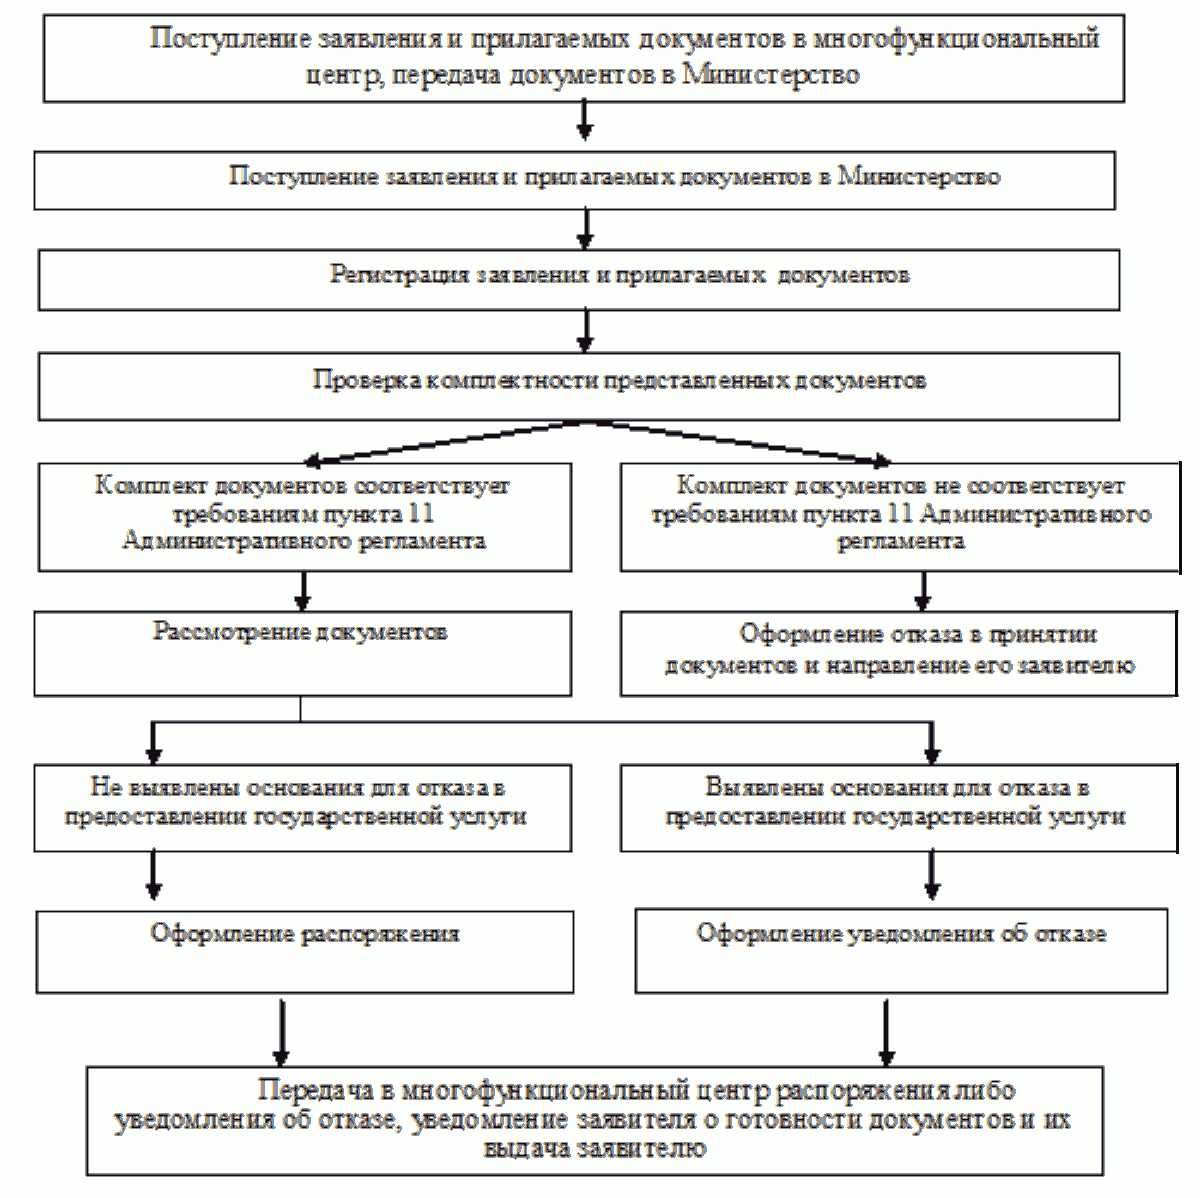 Поступление заявления и прилагаемых документов в многофункциональный
центр, передача документов в Министерство
Поступление заявления и прилагаемых документов в Министерство
Регистрация заявления и прилагаемых документов
Проверка комплектности представленных документов
Комплект документов соответствует
требованиям пункта 11
Административного регламента
Комплект документов не соответствует
требованиям пункта 11 Административного
регламента
Рассмотрение документов
Оформление отказа в принятии
документов и направление его заявителю
Не выявлены основания для отказа в
предоставлении государственной услуги
Выявлены основания для отказа в
предоставлении государственной услуги
Оформление распоряжения
Оформление уведомления об отказе
Передача в многофункциональный центр распоряжения либо
уведомления об отказе, уведомление заявителя о готовности документов и их
выдача заявителю